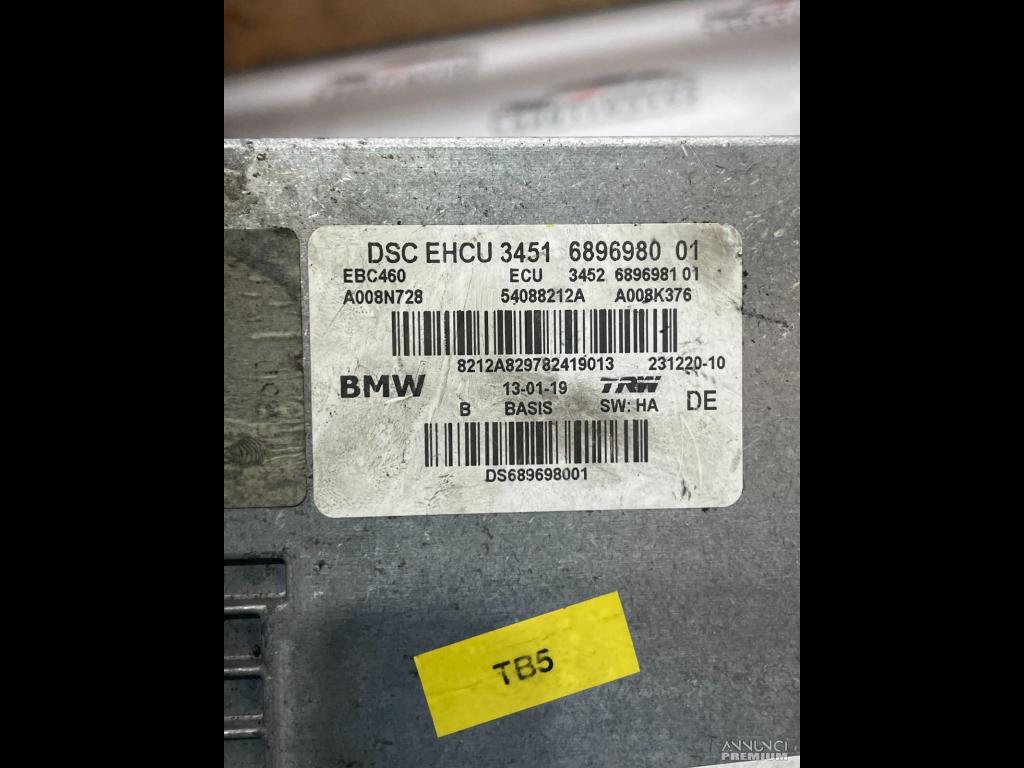 DSC EHCU 3451 6896980 01
EBC460 ECU 3452 6896981 01
A008N728 54088212A A008K376
8212A829782419013 231220-10
BMW 13-01-19 TRW
B BASIS SW: HA DE
DS689698001
TB5
ANNUNCI
PREMIUM